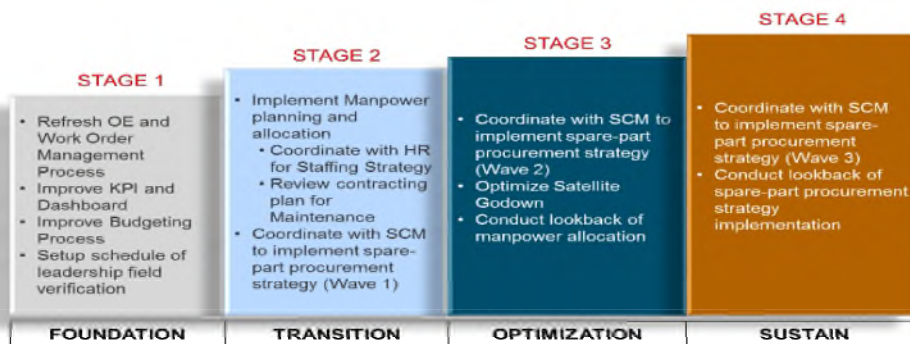 STAGE 1
• Refresh OE and
Work Order
Management
Process
• Improve KPI and
Dashboard
• Improve Budgeting
Process
• Setup schedule of
leadership field
verification
FOUNDATION
STAGE 2
• Implement Manpower
planning and
allocation
• Coordinate with HR
for Staffing Strategy
• Review contracting
plan for
Maintenance
• Coordinate with SCM
to implement spare-
part procurement
strategy (Wave 1)
TRANSITION
STAGE 3
• Coordinate with SCM to
implement spare-part
procurement strategy
(Wave 2)
• Optimize Satellite
Godown
• Conduct lookback of
manpower allocation
OPTIMIZATION
STAGE 4
• Coordinate with SCM
to implement spare-
part procurement
strategy (Wave 3)
• Conduct lookback of
spare-part procurement
strategy
implementation
SUSTAIN